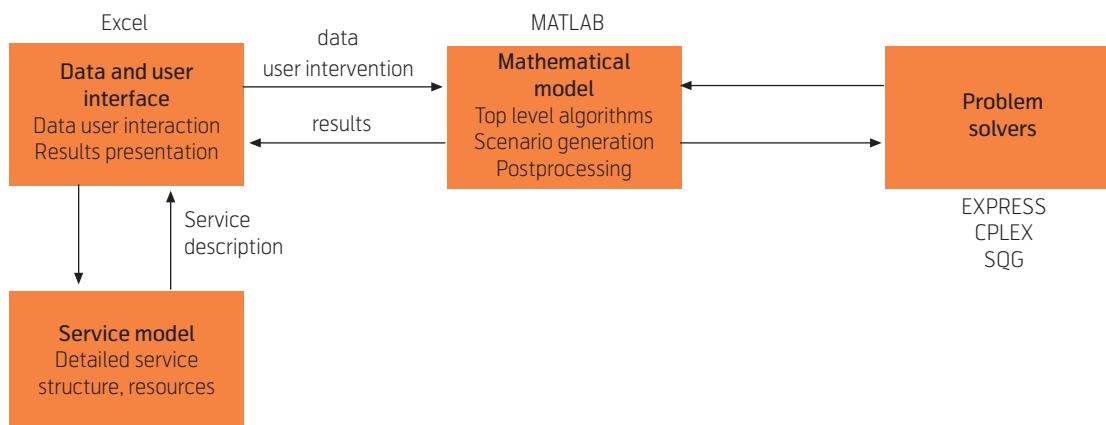 Excel
Data and user
interface
Data user interaction
Results presentation
data
user intervention
results
MATLAB
Mathematical
model
Top level algorithms
Scenario generation
Postprocessing
Problem
solvers
EXPRESS
CPLEX
SQG
Service
description
Service model
Detailed service
structure, resources